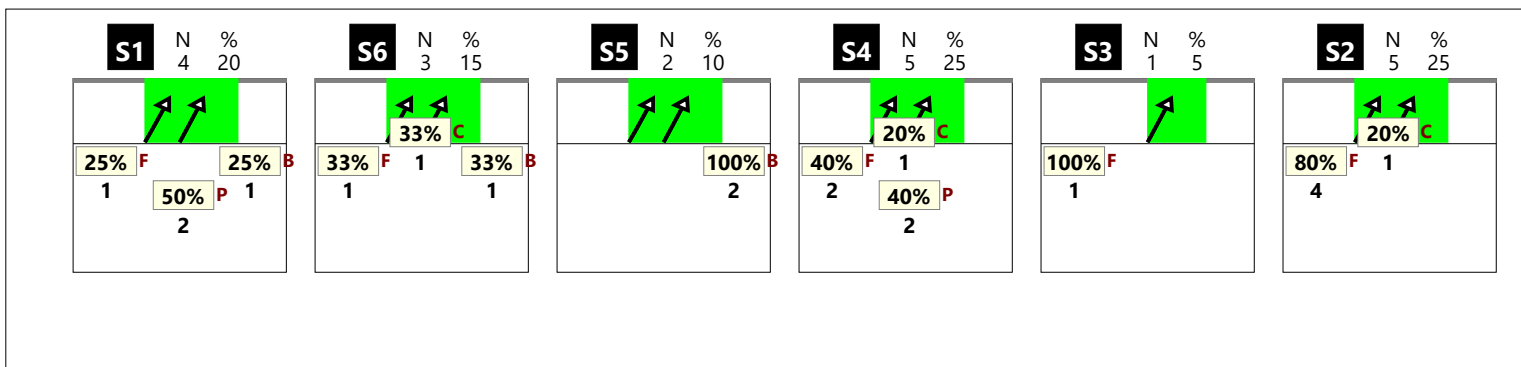 S1 N % S6 N % S5 N % S4 N % S3 N % S2 N %
4 20 3 15 2 10 5 25 1 5 5 25
33% C 20% C 20% C
25% F 25% B 33% F 1 33% B 100% B 40% F 1 100% F 80% F 1
1 1 1 1 2 2 1 4
50% P 40% P
2 2